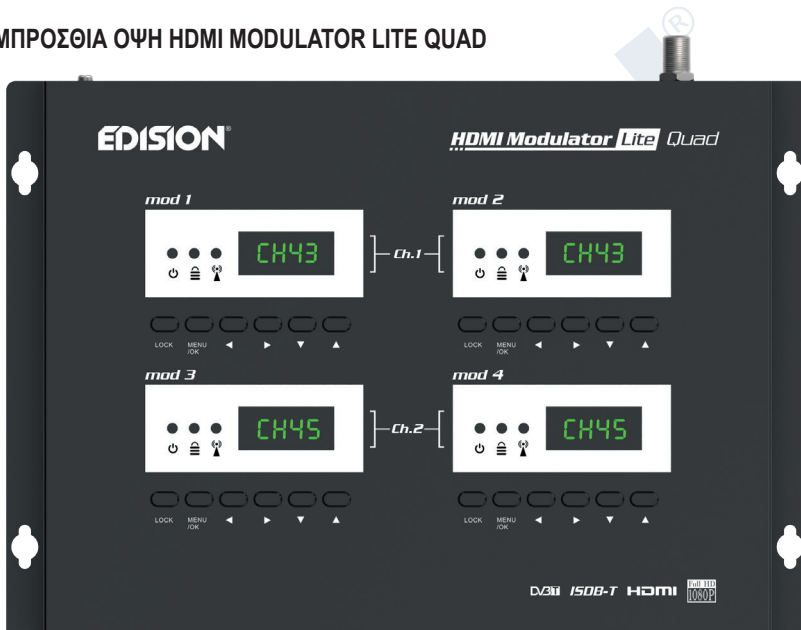 ΜΠΡΟΣΘΙΑ ΟΨΗ HDMI MODULATOR LITE QUAD
EDISION®
HDMI Modulator Lite Quad
mod 1
mod 2
CH43
Ch.1
CH43
LOCK MENU /OK ◄ ► ▼ ▲
LOCK MENU /OK ◄ ► ▼ ▲
mod 3
mod 4
CH45
Ch.2
CH45
LOCK MENU /OK ◄ ► ▼ ▲
LOCK MENU /OK ◄ ► ▼ ▲
DVB-T ISDB-T HDMI Full HD 1080P